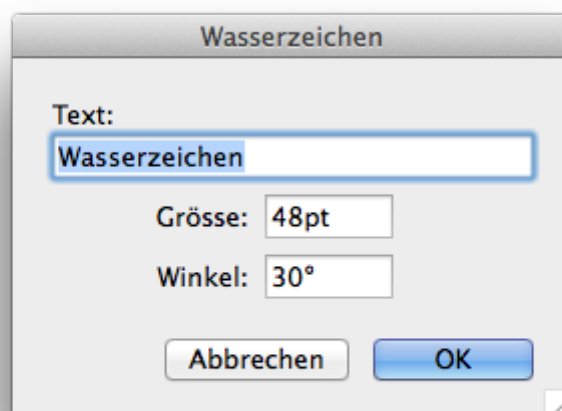 Wasserzeichen
Text:
Wasserzeichen
Grösse: 48pt
Winkel: 30°
Abbrechen OK